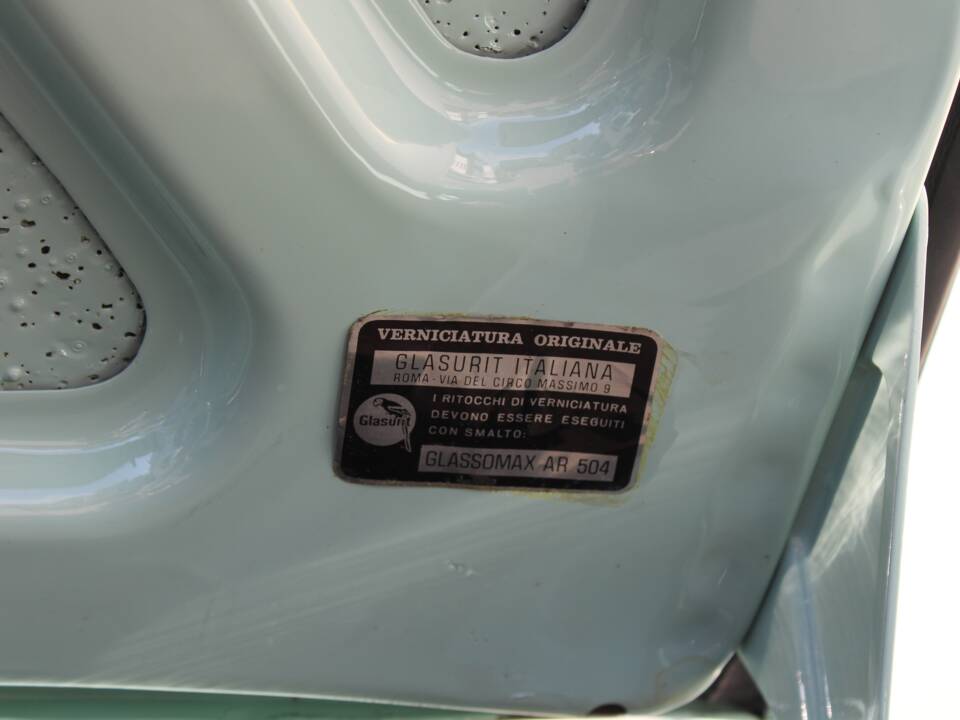 VERNICIATURA ORIGINALE
GLASURIT ITALIANA
ROMA - VIA DEL CIRCO MASSIMO 9
I RITOCCHI DI VERNICIATURA
DEVONO ESSERE ESEGUITI
CON SMALTO:
Glasurit
GLASSOMAX AR 504